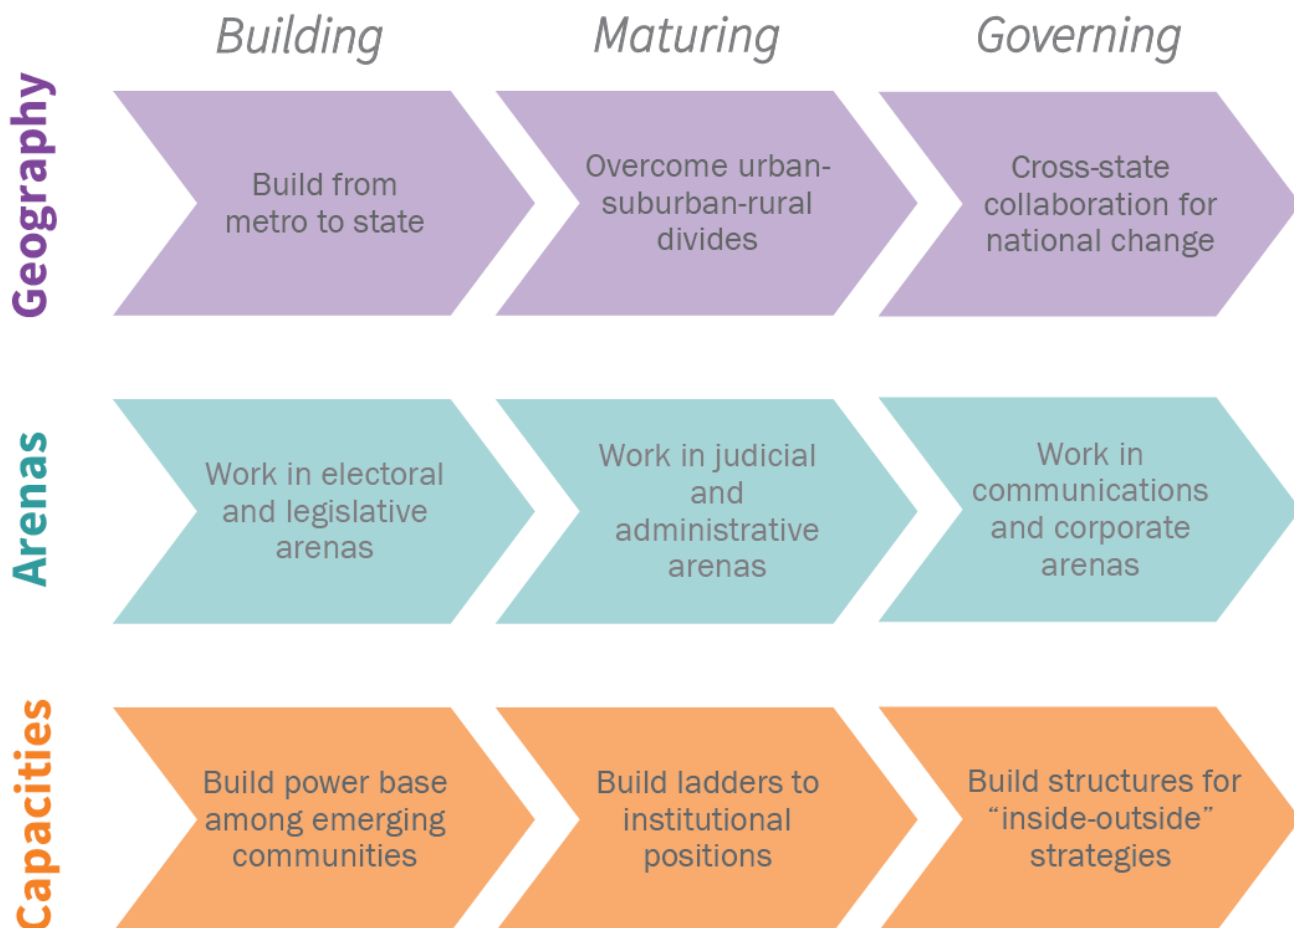 Building
Maturing
Governing
Geography
Build from
metro to state
Overcome urban-
suburban-rural
divides
Cross-state
collaboration for
national change
Arenas
Work in electoral
and legislative
arenas
Work in judicial
and
administrative
arenas
Work in
communications
and corporate
arenas
Capacities
Build power base
among emerging
communities
Build ladders to
institutional
positions
Build structures for
“inside-outside”
strategies